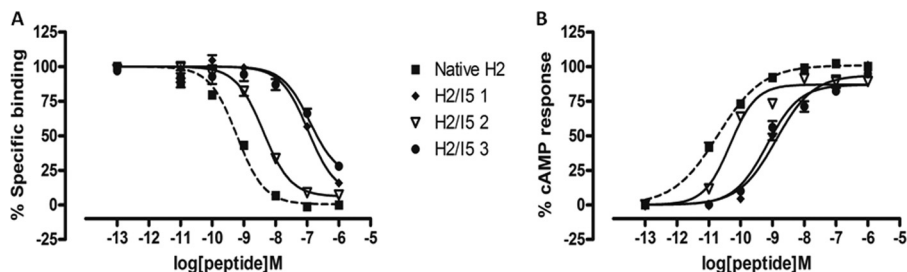 A
% Specific binding
125
100
75
50
25
0
-25
-13 -12 -11 -10 -9 -8 -7 -6 -5
log[peptide]M
Native H2
H2/I5 1
H2/I5 2
H2/I5 3
B
% cAMP response
125
100
75
50
25
0
-25
-13 -12 -11 -10 -9 -8 -7 -6 -5
log[peptide]M